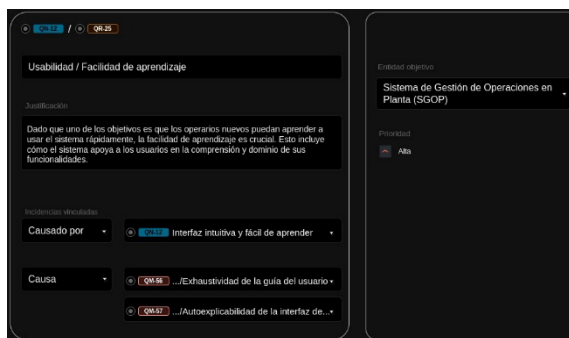 QN-12 / QR-25
Usabilidad / Facilidad de aprendizaje
Justificación
Dado que uno de los objetivos es que los operarios nuevos puedan aprender a
usar el sistema rápidamente, la facilidad de aprendizaje es crucial. Esto incluye
cómo el sistema apoya a los usuarios en la comprensión y dominio de sus
funcionalidades.
Incidencias vinculadas
Causado por
QN-12 Interfaz intuitiva y fácil de aprender
Causa
QM-56 .../Exhaustividad de la guía del usuario
QM-57 .../Autoexplicabilidad de la interfaz de...
Entidad objetivo
Sistema de Gestión de Operaciones en
Planta (SGOP)
Prioridad
Alta